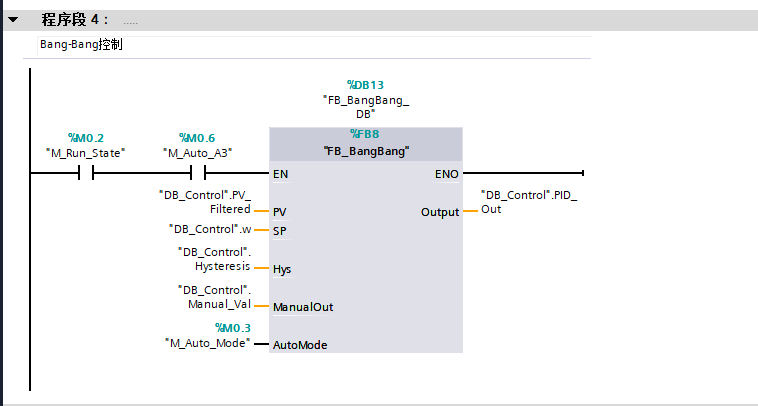 程序段 4： .....
Bang-Bang控制
%DB13
"FB_BangBang_
DB"
%M0.2
"M_Run_State"
%M0.6
"M_Auto_A3"
%FB8
"FB_BangBang"
EN
ENO
"DB_Control".PV_
Filtered
PV
"DB_Control".PID_
Out
Output
"DB_Control".w
SP
"DB_Control".
Hysteresis
Hys
"DB_Control".
Manual_Val
ManualOut
%M0.3
"M_Auto_Mode"
AutoMode